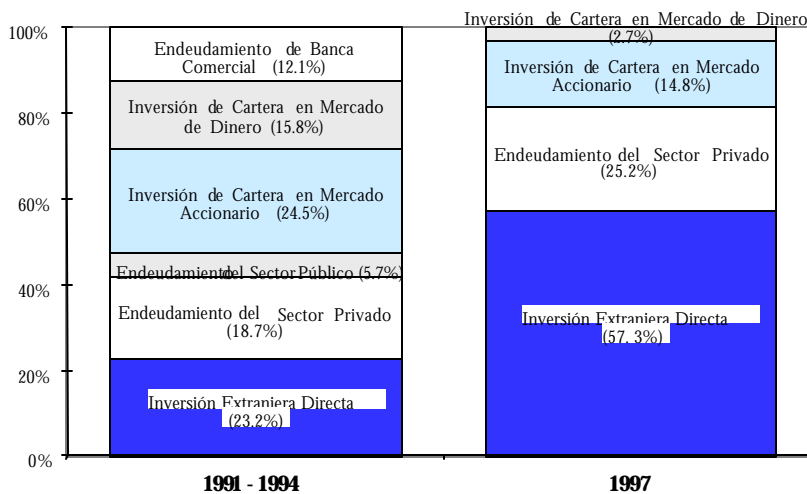 100%
80%
60%
40%
20%
0%
Endeudamiento de Banca
Comercial (12.1%)
Inversión de Cartera en Mercado
de Dinero (15.8%)
Inversión de Cartera en Mercado
Accionario (24.5%)
Endeudamiento del Sector Público (5.7%)
Endeudamiento del Sector Privado
(18.7%)
Inversión Extranjera Directa
(23.2%)
1991 - 1994
Inversión de Cartera en Mercado de Dinero
(2.7%)
Inversión de Cartera en Mercado
Accionario (14.8%)
Endeudamiento del Sector Privado
(25.2%)
Inversión Extranjera Directa
(57. 3%)
1997